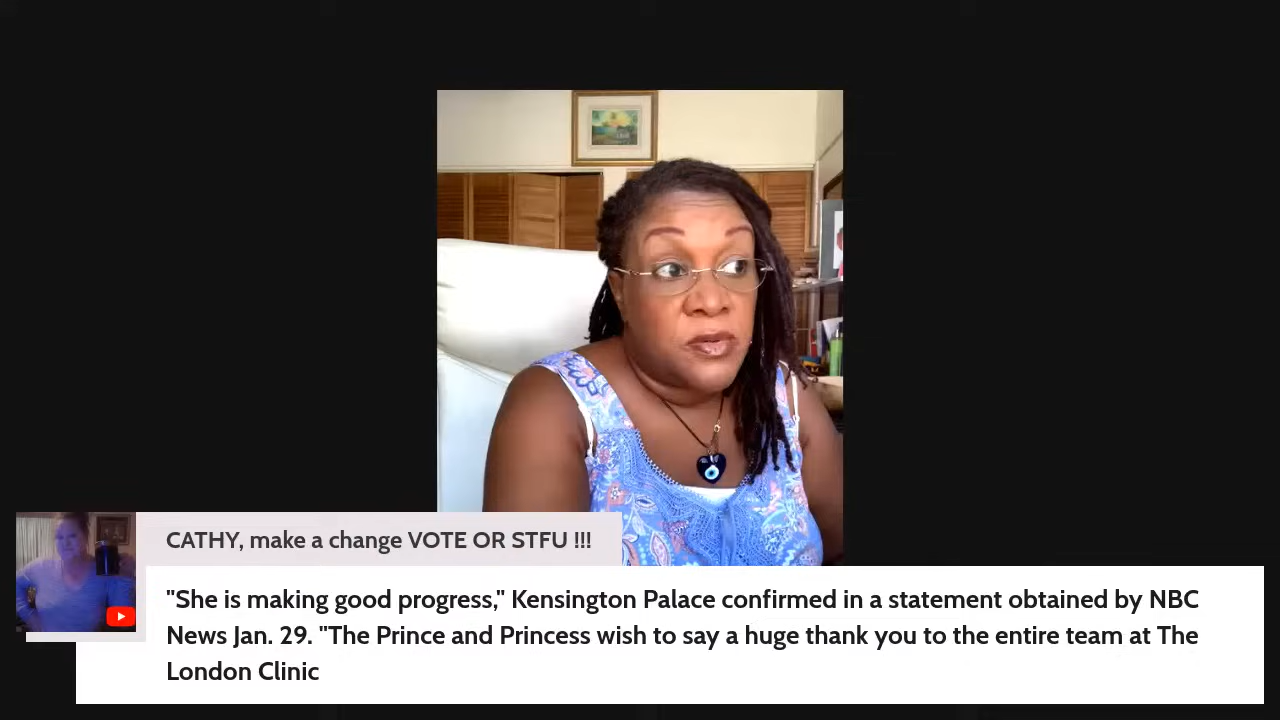 CATHY, make a change VOTE OR STFU !!!
"She is making good progress," Kensington Palace confirmed in a statement obtained by NBC
News Jan. 29. "The Prince and Princess wish to say a huge thank you to the entire team at The
London Clinic